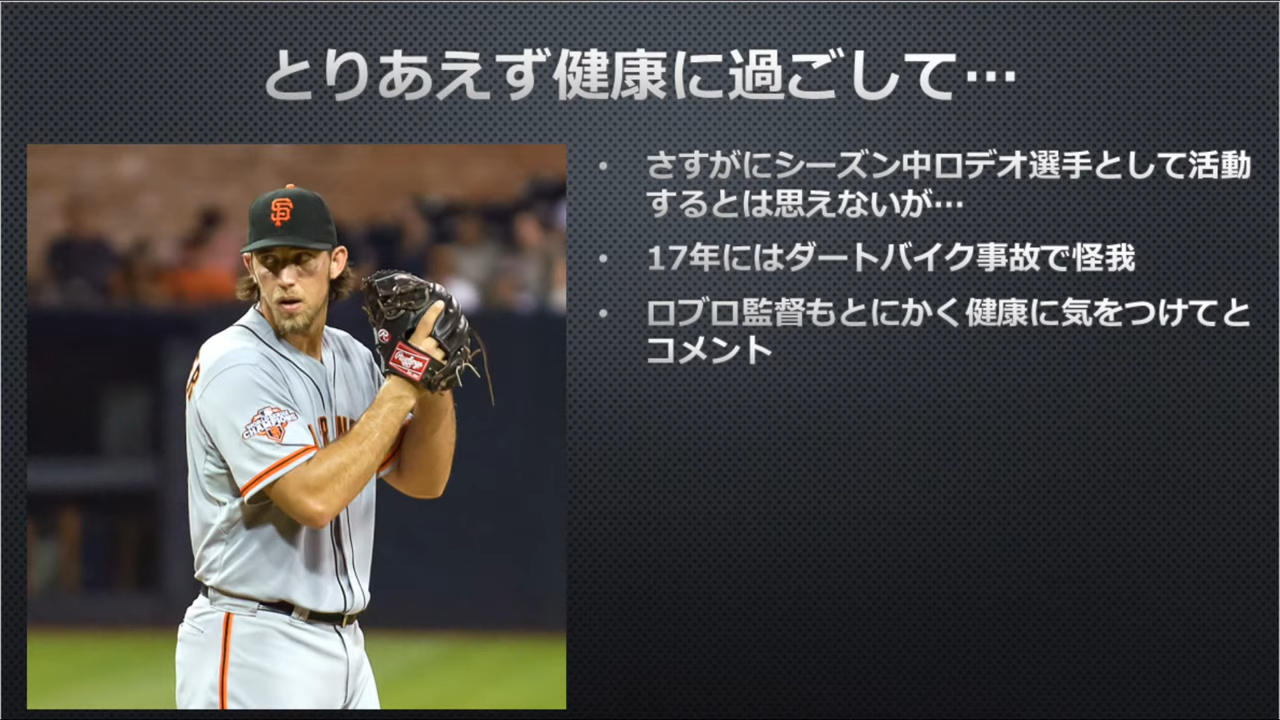 とりあえず健康に過ごして…
• さすがにシーズン中ロデオ選手として活動
するとは思えないが…
• 17年にはダートバイク事故で怪我
• ロブロ監督もとにかく健康に気をつけてと
コメント
SF
Rawlings
CHAMPIONS